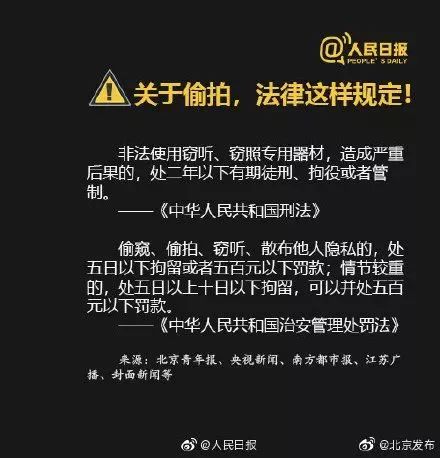 @人民日报
PEOPLE'S DAILY
关于偷拍，法律这样规定！
非法使用窃听、窃照专用器材，造成严重
后果的，处二年以下有期徒刑、拘役或者管
制。
——《中华人民共和国刑法》
偷窥、偷拍、窃听、散布他人隐私的，处
五日以下拘留或者五百元以下罚款；情节较重
的，处五日以上十日以下拘留，可以并处五百
元以下罚款。
——《中华人民共和国治安管理处罚法》
来源：北京青年报、央视新闻、南方都市报、江苏广
播、封面新闻等
@人民日报
@北京发布